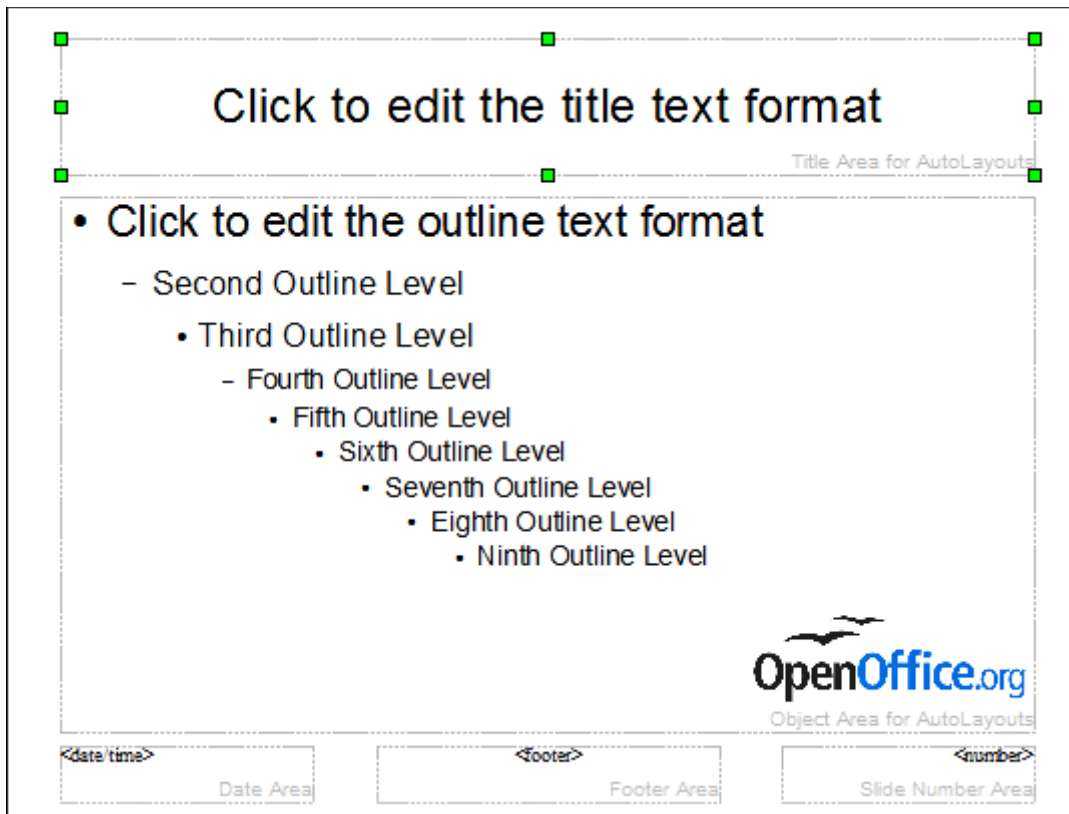 Click to edit the title text format
Title Area for AutoLayouts
• Click to edit the outline text format
– Second Outline Level
• Third Outline Level
– Fourth Outline Level
• Fifth Outline Level
• Sixth Outline Level
• Seventh Outline Level
• Eighth Outline Level
• Ninth Outline Level
OpenOffice.org
Object Area for AutoLayouts
<date/time> <footer> <number>
Date Area Footer Area Slide Number Area